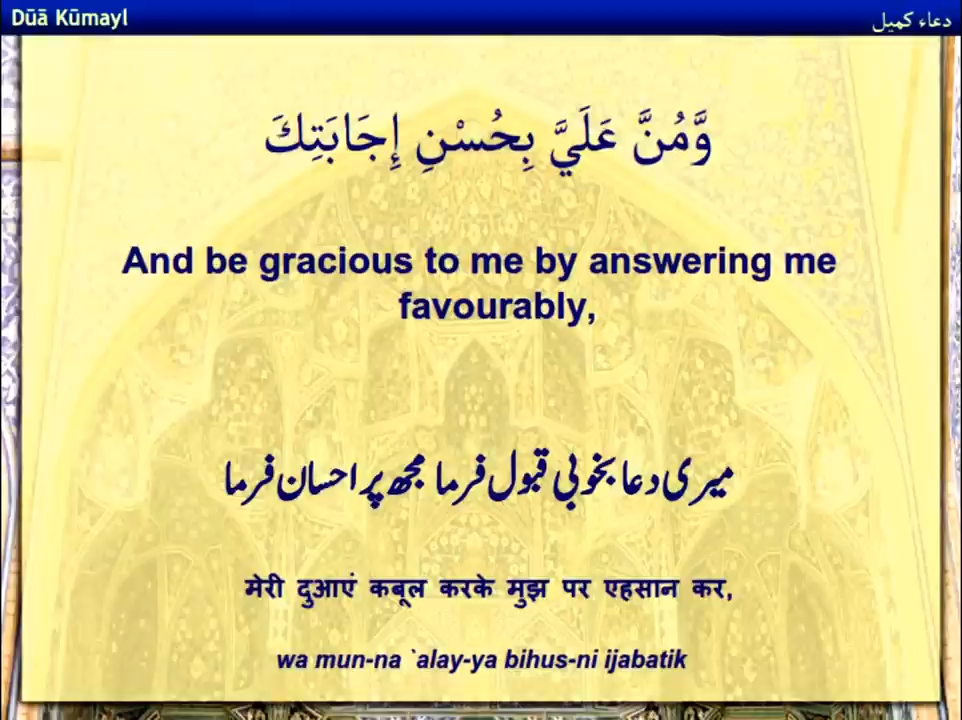 Dūā Kūmayl
دعاء كميل
وَّمُنَّ عَلَيَّ بِحُسْنِ إِجَابَتِكَ
And be gracious to me by answering me
favourably,
میری دعا بخوبی قبول فرما مجھ پر احسان فرما
मेरी दुआएं कबूल करके मुझ पर एहसान कर,
wa mun-na `alay-ya bihus-ni ijabatik